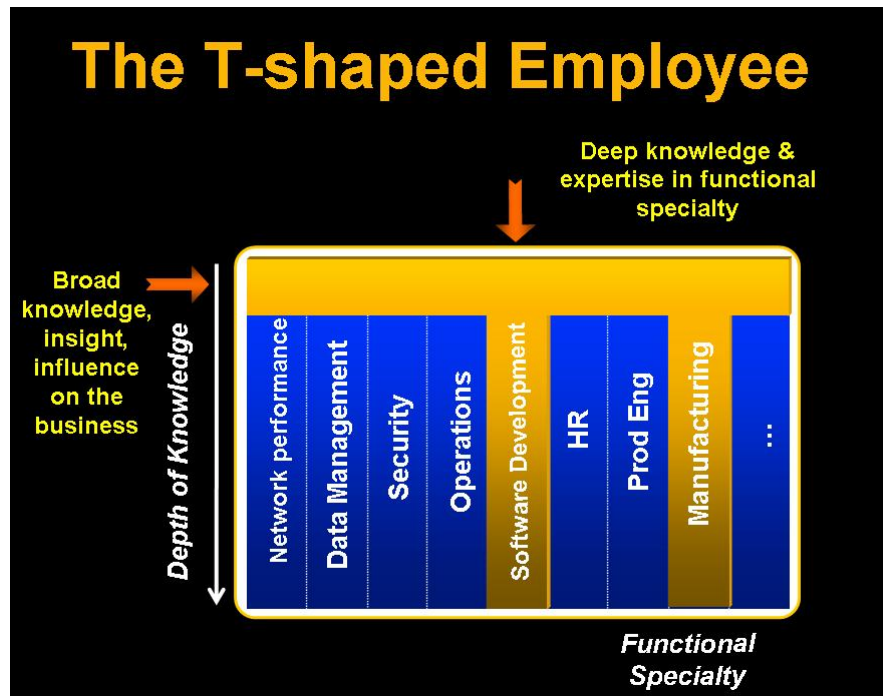 The T-shaped Employee
Deep knowledge &
expertise in functional
specialty
Broad
knowledge,
insight,
influence
on the
business
Depth of Knowledge
Network performance
Data Management
Security
Operations
Software Development
HR
Prod Eng
Manufacturing
...
Functional
Specialty